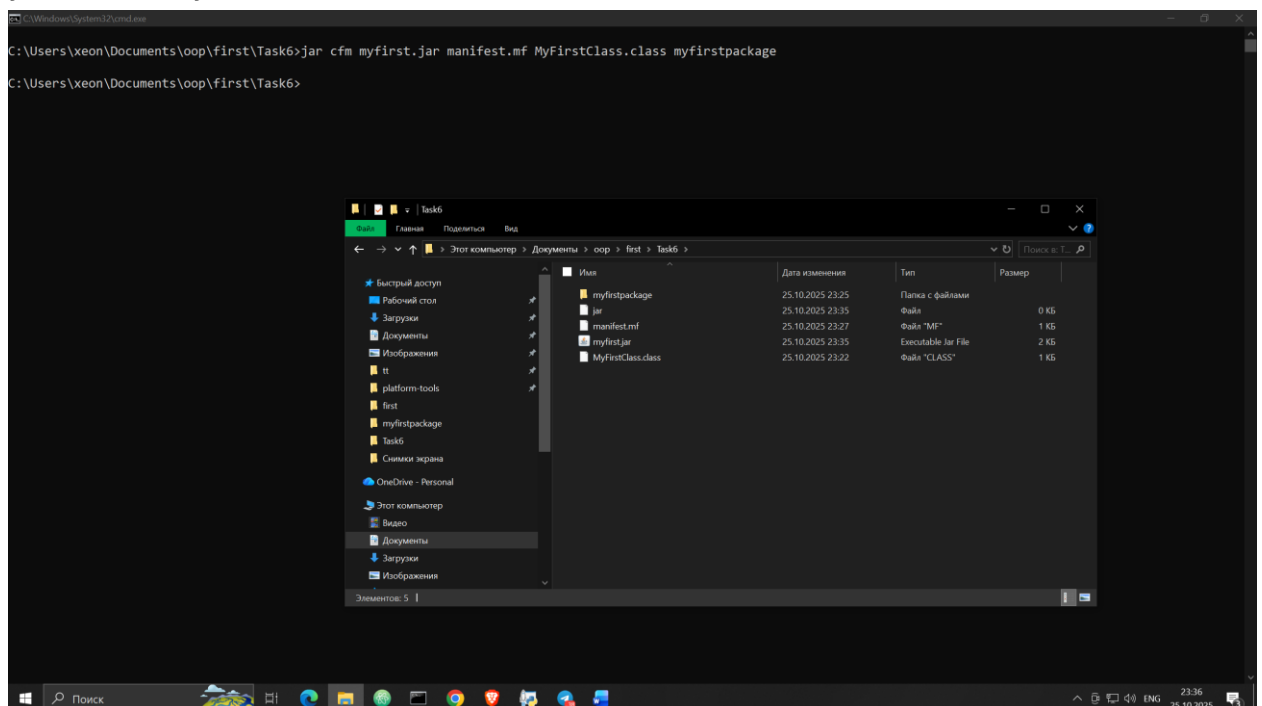 C:\Windows\System32\cmd.exe
C:\Users\xeon\Documents\oop\first\Task6>jar cfm myfirst.jar manifest.mf MyFirstClass.class myfirstpackage
C:\Users\xeon\Documents\oop\first\Task6>
Task6
Файл Главная Поделиться Вид
Этот компьютер > Документы > oop > first > Task6 >
Поиск в: T...
Имя Дата изменения Тип Размер
myfirstpackage 25.10.2025 23:25 Папка с файлами
jar 25.10.2025 23:35 Файл 0 КБ
manifest.mf 25.10.2025 23:27 Файл "MF" 1 КБ
myfirst.jar 25.10.2025 23:35 Executable Jar File 2 КБ
MyFirstClass.class 25.10.2025 23:22 Файл "CLASS" 1 КБ
Быстрый доступ
Рабочий стол
Загрузки
Документы
Изображения
tt
platform-tools
first
myfirstpackage
Task6
Снимки экрана
OneDrive - Personal
Этот компьютер
Видео
Документы
Загрузки
Изображения
Элементов: 5
Поиск
ENG
23:36
25.10.2025